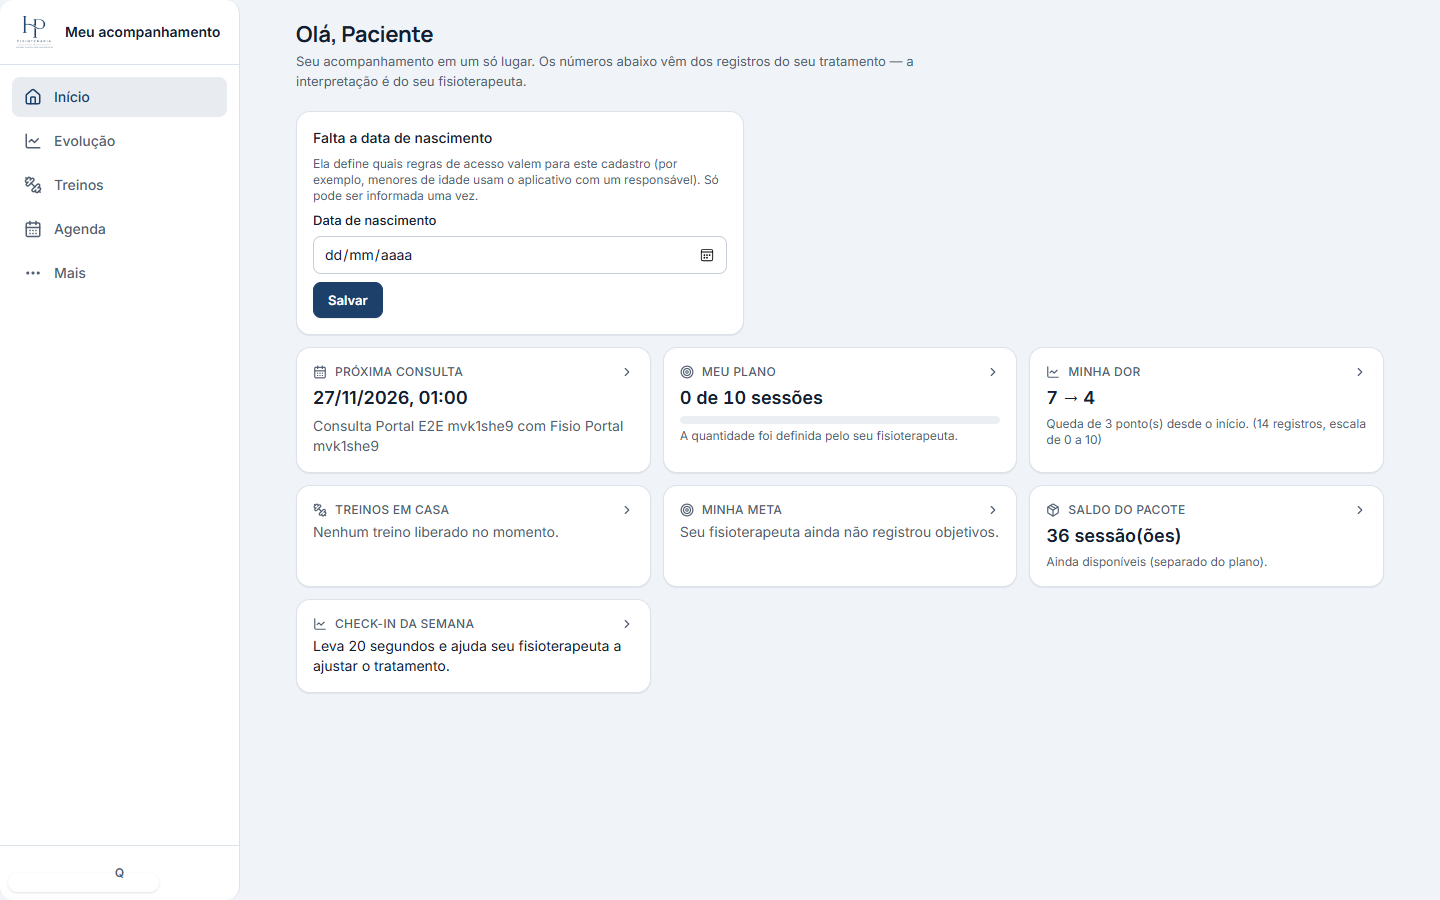 hp
FISIOTERAPIA
Meu acompanhamento
Início
Evolução
Treinos
Agenda
Mais
Q
Olá, Paciente
Seu acompanhamento em um só lugar. Os números abaixo vêm dos registros do seu tratamento — a
interpretação é do seu fisioterapeuta.
Falta a data de nascimento
Ela define quais regras de acesso valem para este cadastro (por
exemplo, menores de idade usam o aplicativo com um responsável). Só
pode ser informada uma vez.
Data de nascimento
dd/mm/aaaa
Salvar
PRÓXIMA CONSULTA
27/11/2026, 01:00
Consulta Portal E2E mvk1she9 com Fisio Portal
mvk1she9
MEU PLANO
0 de 10 sessões
A quantidade foi definida pelo seu fisioterapeuta.
MINHA DOR
7 → 4
Queda de 3 ponto(s) desde o início. (14 registros, escala
de 0 a 10)
TREINOS EM CASA
Nenhum treino liberado no momento.
MINHA META
Seu fisioterapeuta ainda não registrou objetivos.
SALDO DO PACOTE
36 sessão(ões)
Ainda disponíveis (separado do plano).
CHECK-IN DA SEMANA
Leva 20 segundos e ajuda seu fisioterapeuta a
ajustar o tratamento.